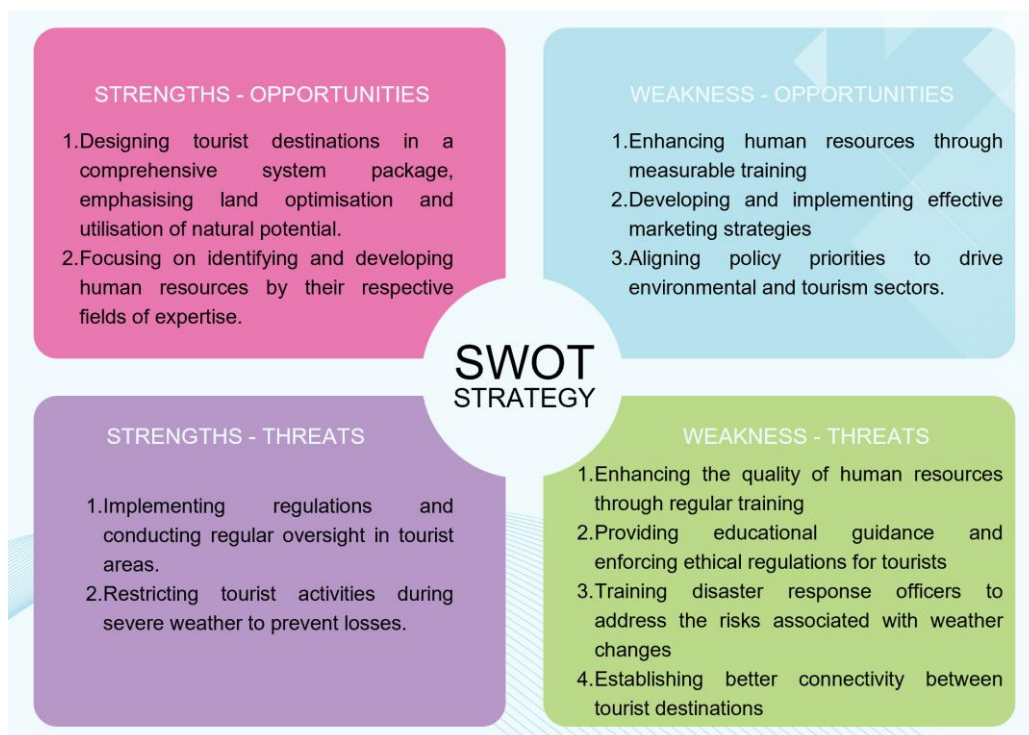 STRENGTHS - OPPORTUNITIES
1.Designing tourist destinations in a
comprehensive system package,
emphasising land optimisation and
utilisation of natural potential.
2.Focusing on identifying and developing
human resources by their respective
fields of expertise.
WEAKNESS - OPPORTUNITIES
1.Enhancing human resources through
measurable training
2.Developing and implementing effective
marketing strategies
3.Aligning policy priorities to drive
environmental and tourism sectors.
SWOT
STRATEGY
STRENGTHS - THREATS
1.Implementing regulations and
conducting regular oversight in tourist
areas.
2.Restricting tourist activities during
severe weather to prevent losses.
WEAKNESS - THREATS
1.Enhancing the quality of human resources
through regular training
2.Providing educational guidance and
enforcing ethical regulations for tourists
3.Training disaster response officers to
address the risks associated with weather
changes
4.Establishing better connectivity between
tourist destinations